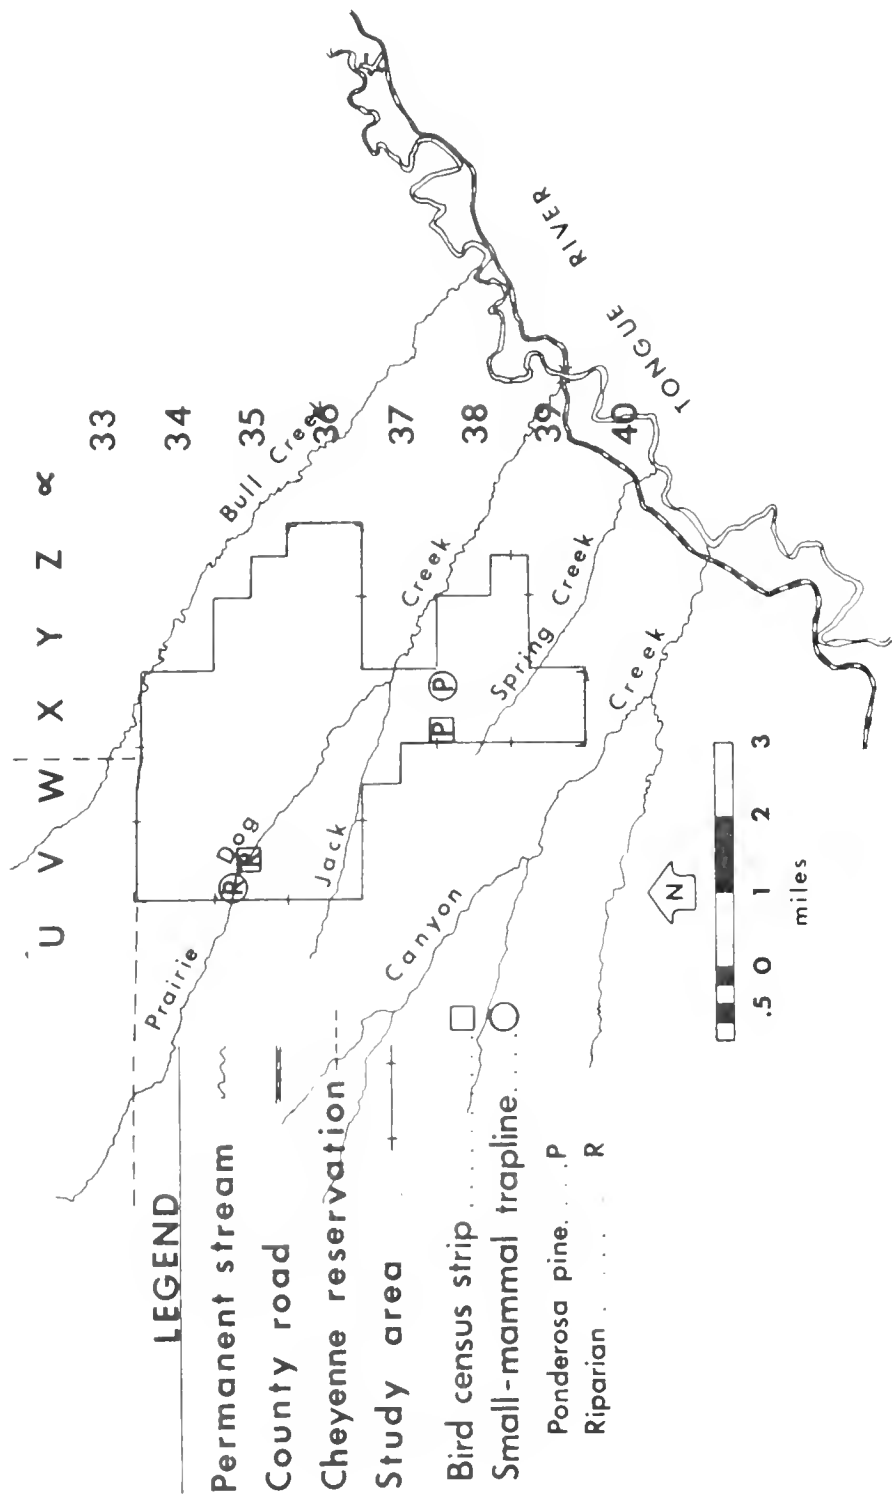 U V W X Y Z α
33
34
35
36
37
38
39
40
Bull Creek
Prairie Dog Creek
Jack Creek
Spring Creek
Canyon Creek
TONGUE RIVER
R
R
P
P
LEGEND
Permanent stream
County road
Cheyenne reservation
Study area
Bird census strip . . . . . . . . .
Small-mammal trapline. . . .
Ponderosa pine. . . . P
Riparian . . . . . R
N
.5 0 1 2 3
miles